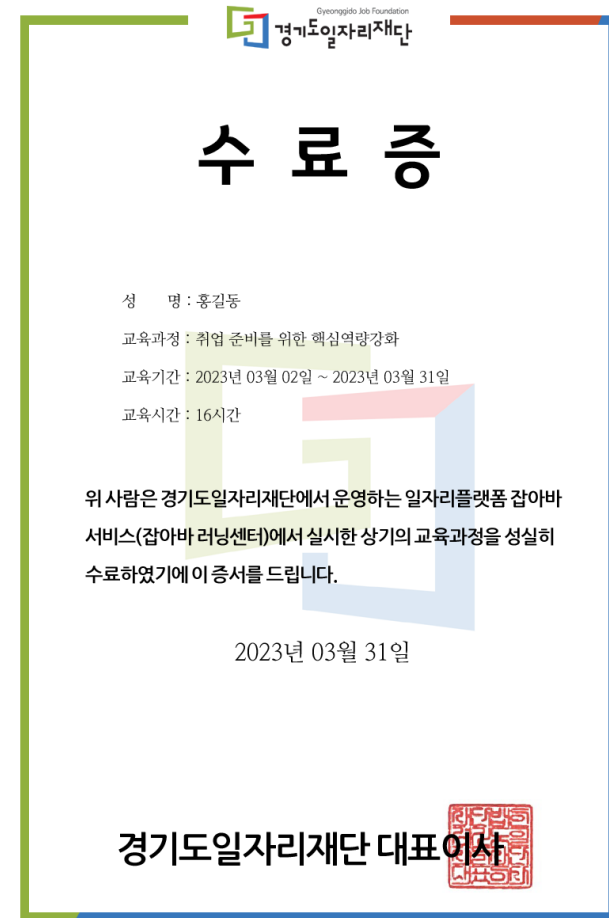 Gyeonggido Job Foundation
경기도일자리재단
수 료 증
성 명 : 홍길동
교육과정 : 취업 준비를 위한 핵심역량강화
교육기간 : 2023년 03월 02일 ~ 2023년 03월 31일
교육시간 : 16시간
위 사람은 경기도일자리재단에서 운영하는 일자리플랫폼 잡아바
서비스(잡아바 러닝센터)에서 실시한 상기의 교육과정을 성실히
수료하였기에 이 증서를 드립니다.
2023년 03월 31일
경기도일자리재단 대표이사